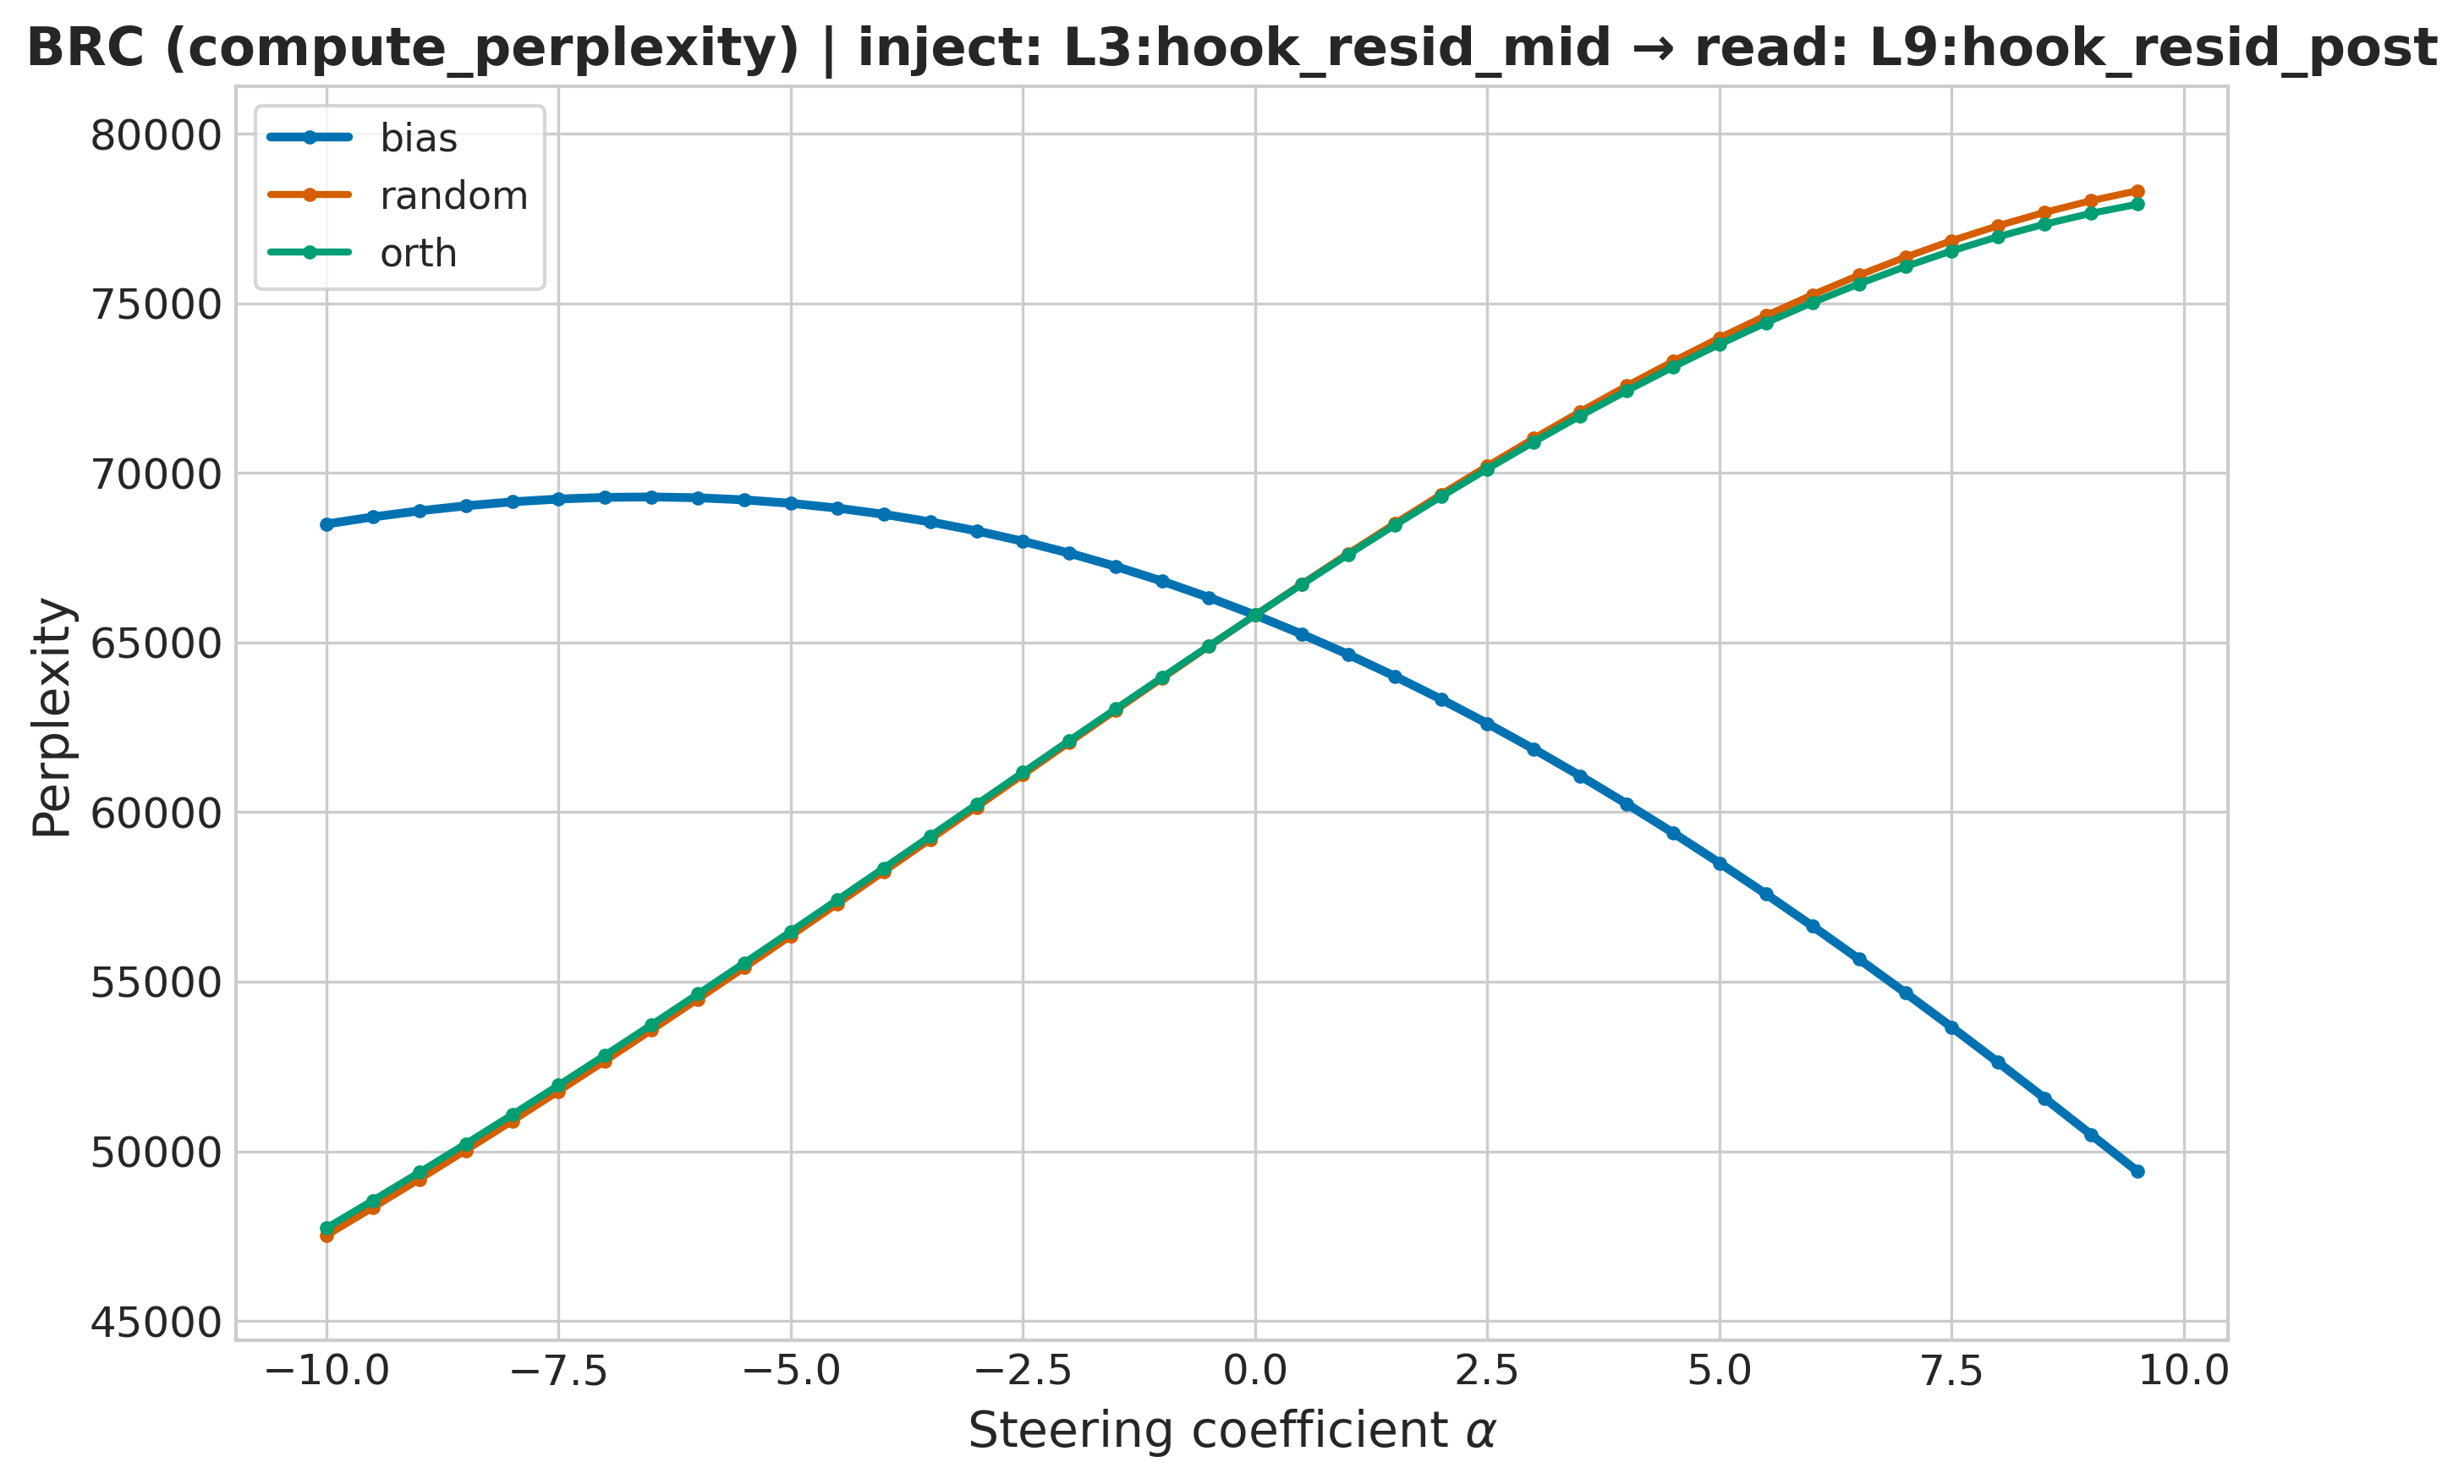 BRC (compute_perplexity) | inject: L3:hook_resid_mid → read: L9:hook_resid_post
bias
random
orth
80000
75000
70000
65000
60000
55000
50000
45000
Perplexity
−10.0 −7.5 −5.0 −2.5 0.0 2.5 5.0 7.5 10.0
Steering coefficient α